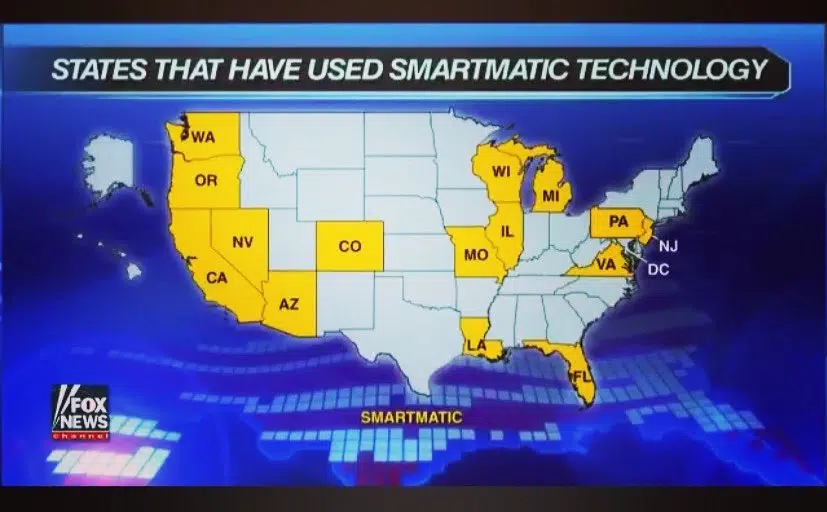 STATES THAT HAVE USED SMARTMATIC TECHNOLOGY
WA
OR
NV
CA
AZ
CO
WI
MI
IL
MO
PA
NJ
VA
DC
LA
FL
SMARTMATIC
FOX
NEWS
channel